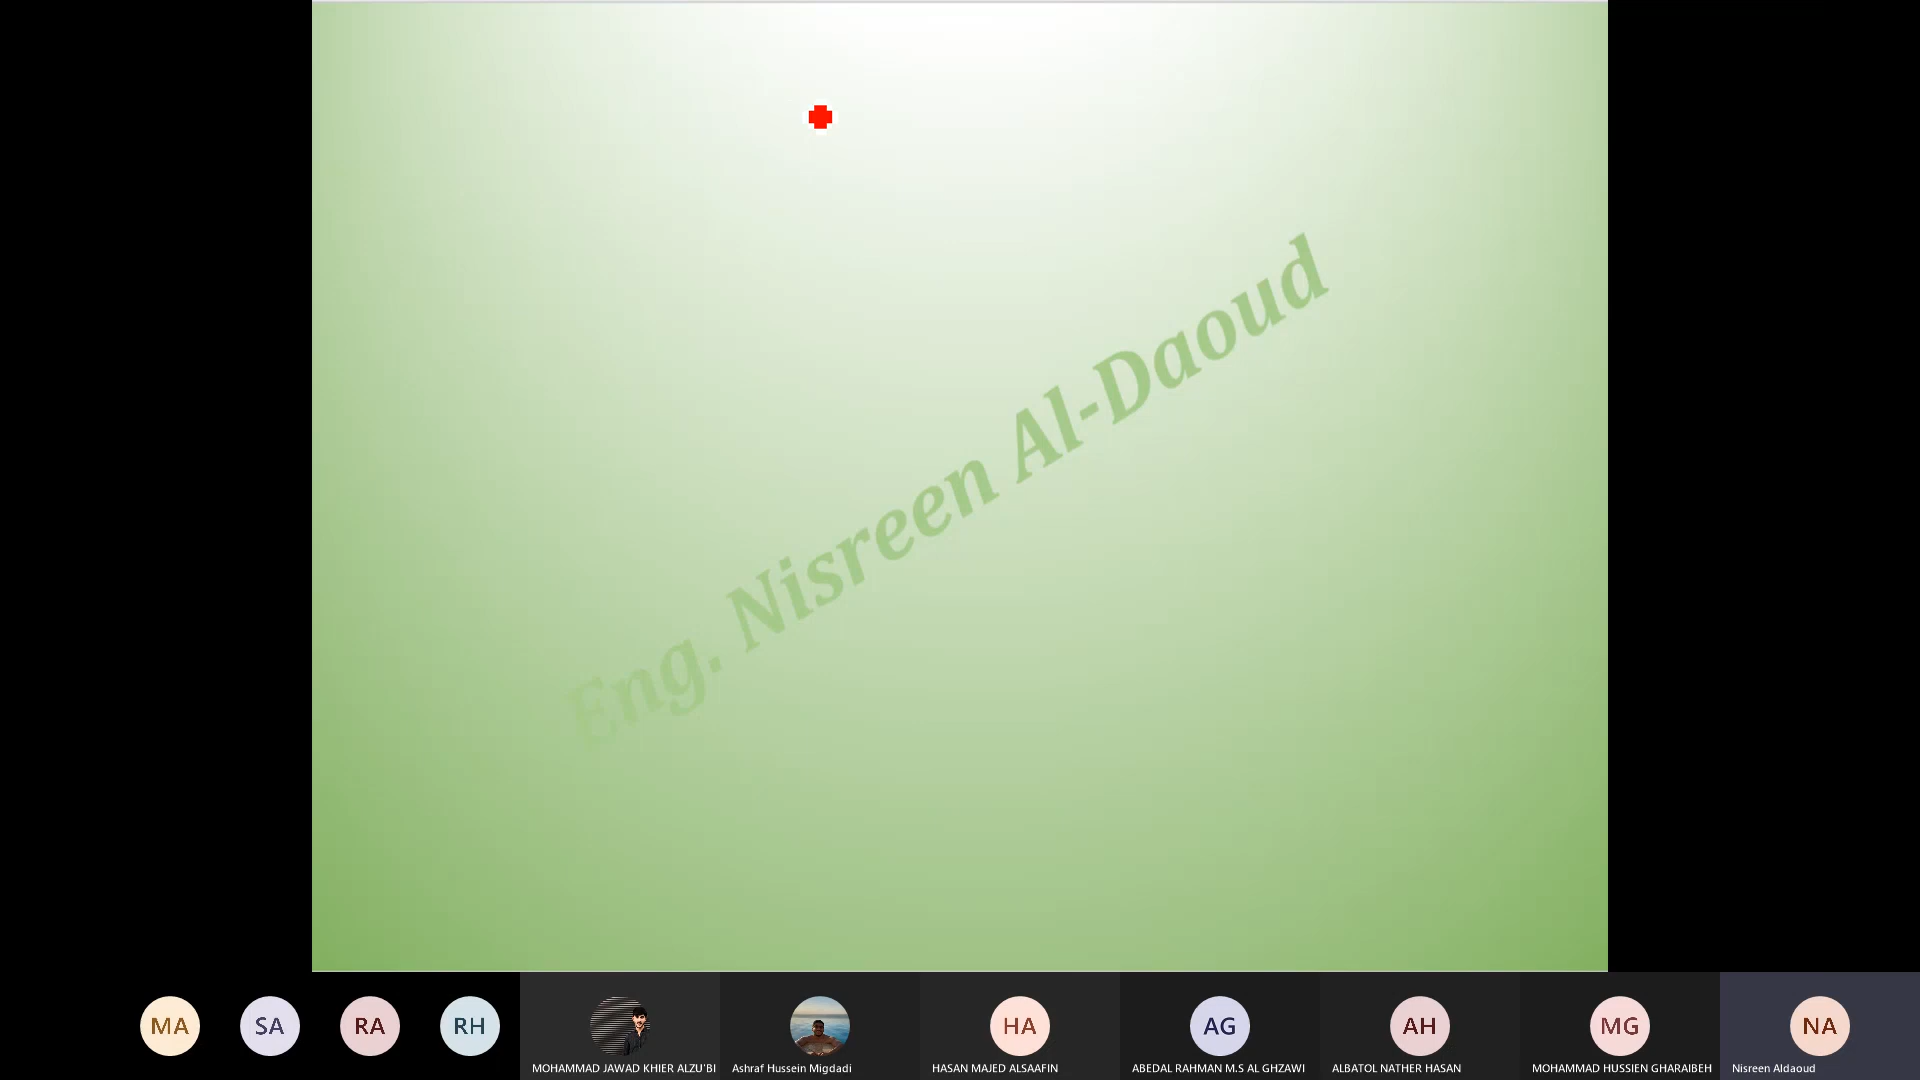 Eng. Nisreen Al-Daoud
MA
SA
RA
RH
HA
AG
AH
MG
NA
MOHAMMAD JAWAD KHIER ALZU'BI
Ashraf Hussein Migdadi
HASAN MAJED ALSAAFIN
ABEDAL RAHMAN M.S AL GHZAWI
ALBATOL NATHER HASAN
MOHAMMAD HUSSIEN GHARAIBEH
Nisreen Aldaoud